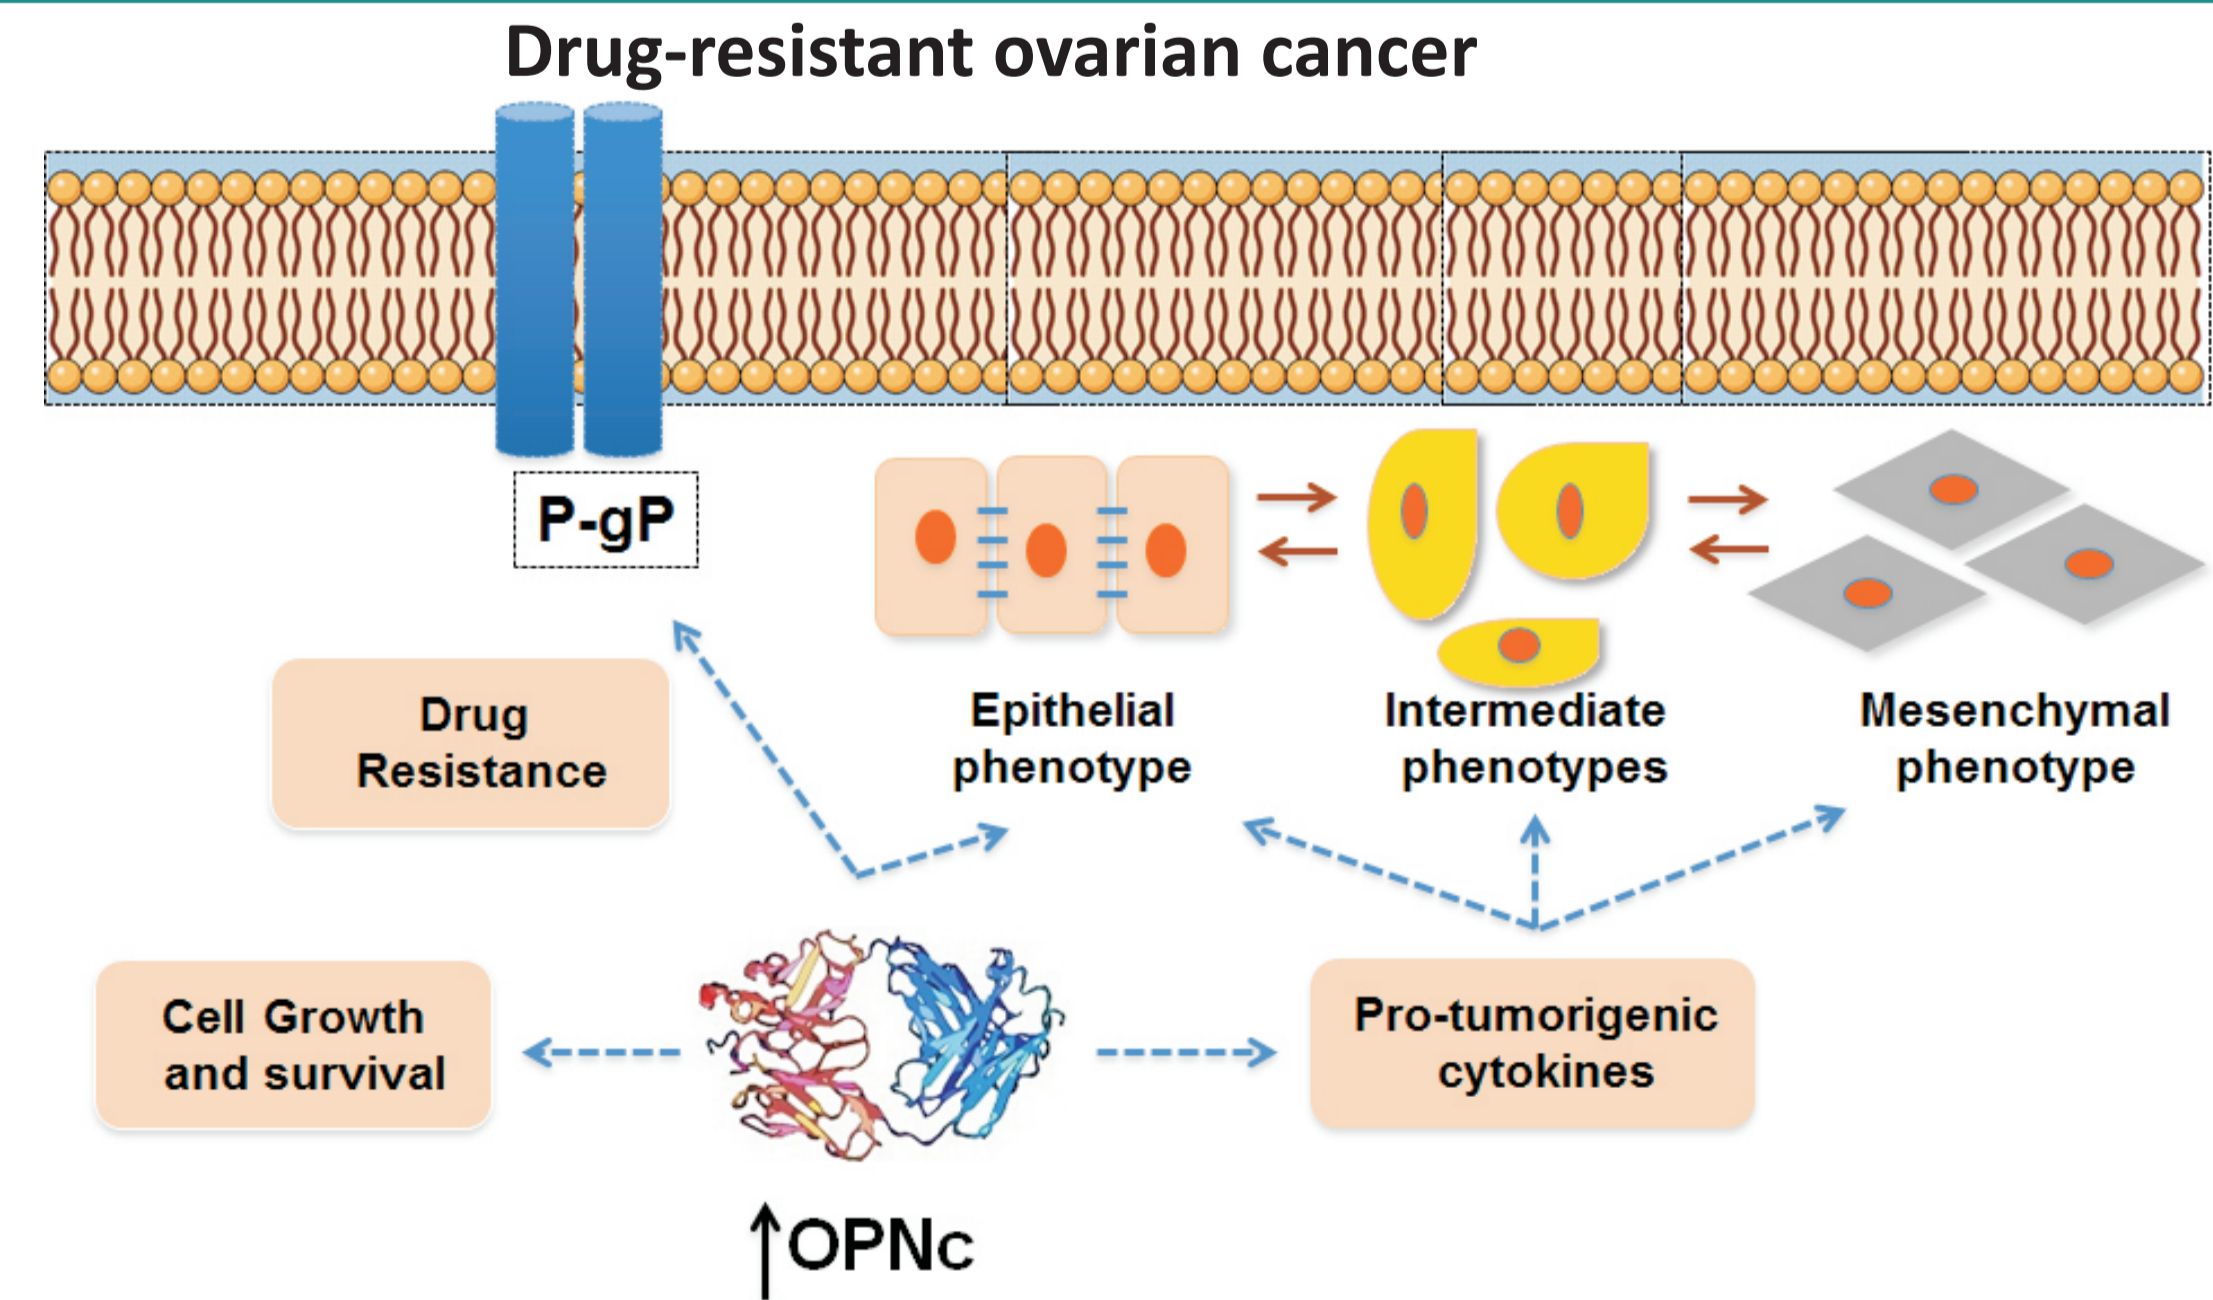 Drug-resistant ovarian cancer
P-gP
Drug
Resistance
Epithelial
phenotype
Intermediate
phenotypes
Mesenchymal
phenotype
Cell Growth
and survival
Pro-tumorigenic
cytokines
↑OPNc